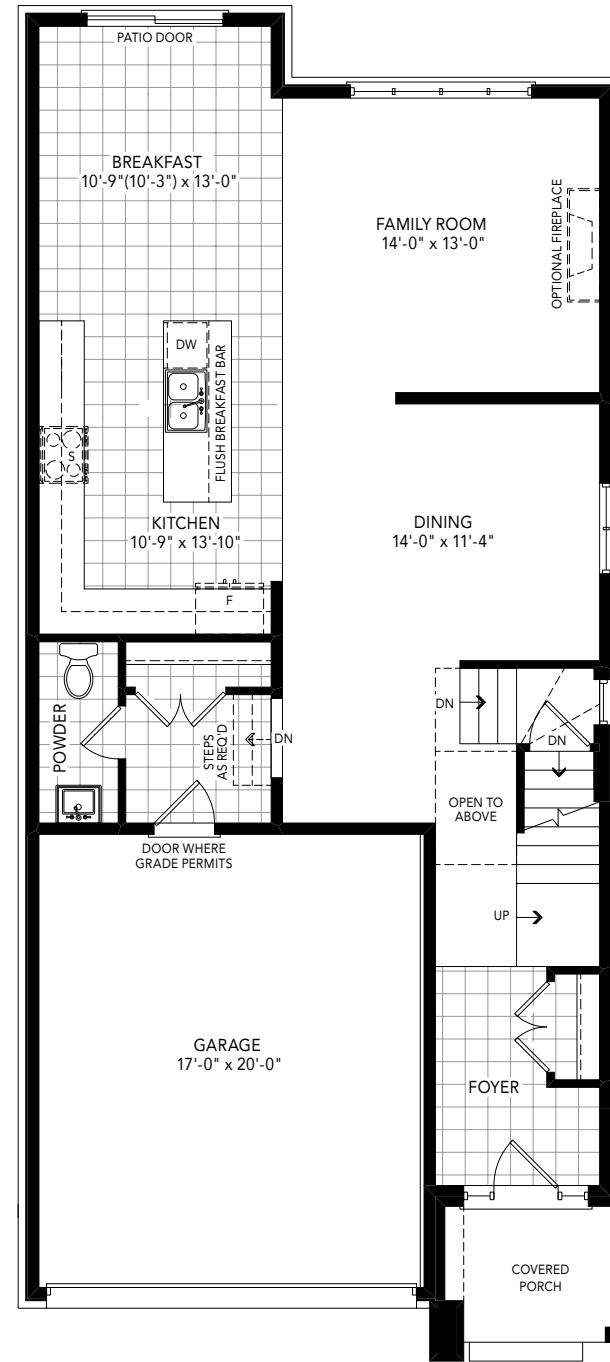 PATIO DOOR
BREAKFAST
10'-9"(10'-3") x 13'-0"
FAMILY ROOM
14'-0" x 13'-0"
OPTIONAL FIREPLACE
DW
FLUSH BREAKFAST BAR
S
KITCHEN
10'-9" x 13'-10"
DINING
14'-0" x 11'-4"
F
POWDER
STEPS
AS REQ'D
DN
DN
DN
OPEN TO
ABOVE
DOOR WHERE
GRADE PERMITS
UP
GARAGE
17'-0" x 20'-0"
FOYER
COVERED
PORCH